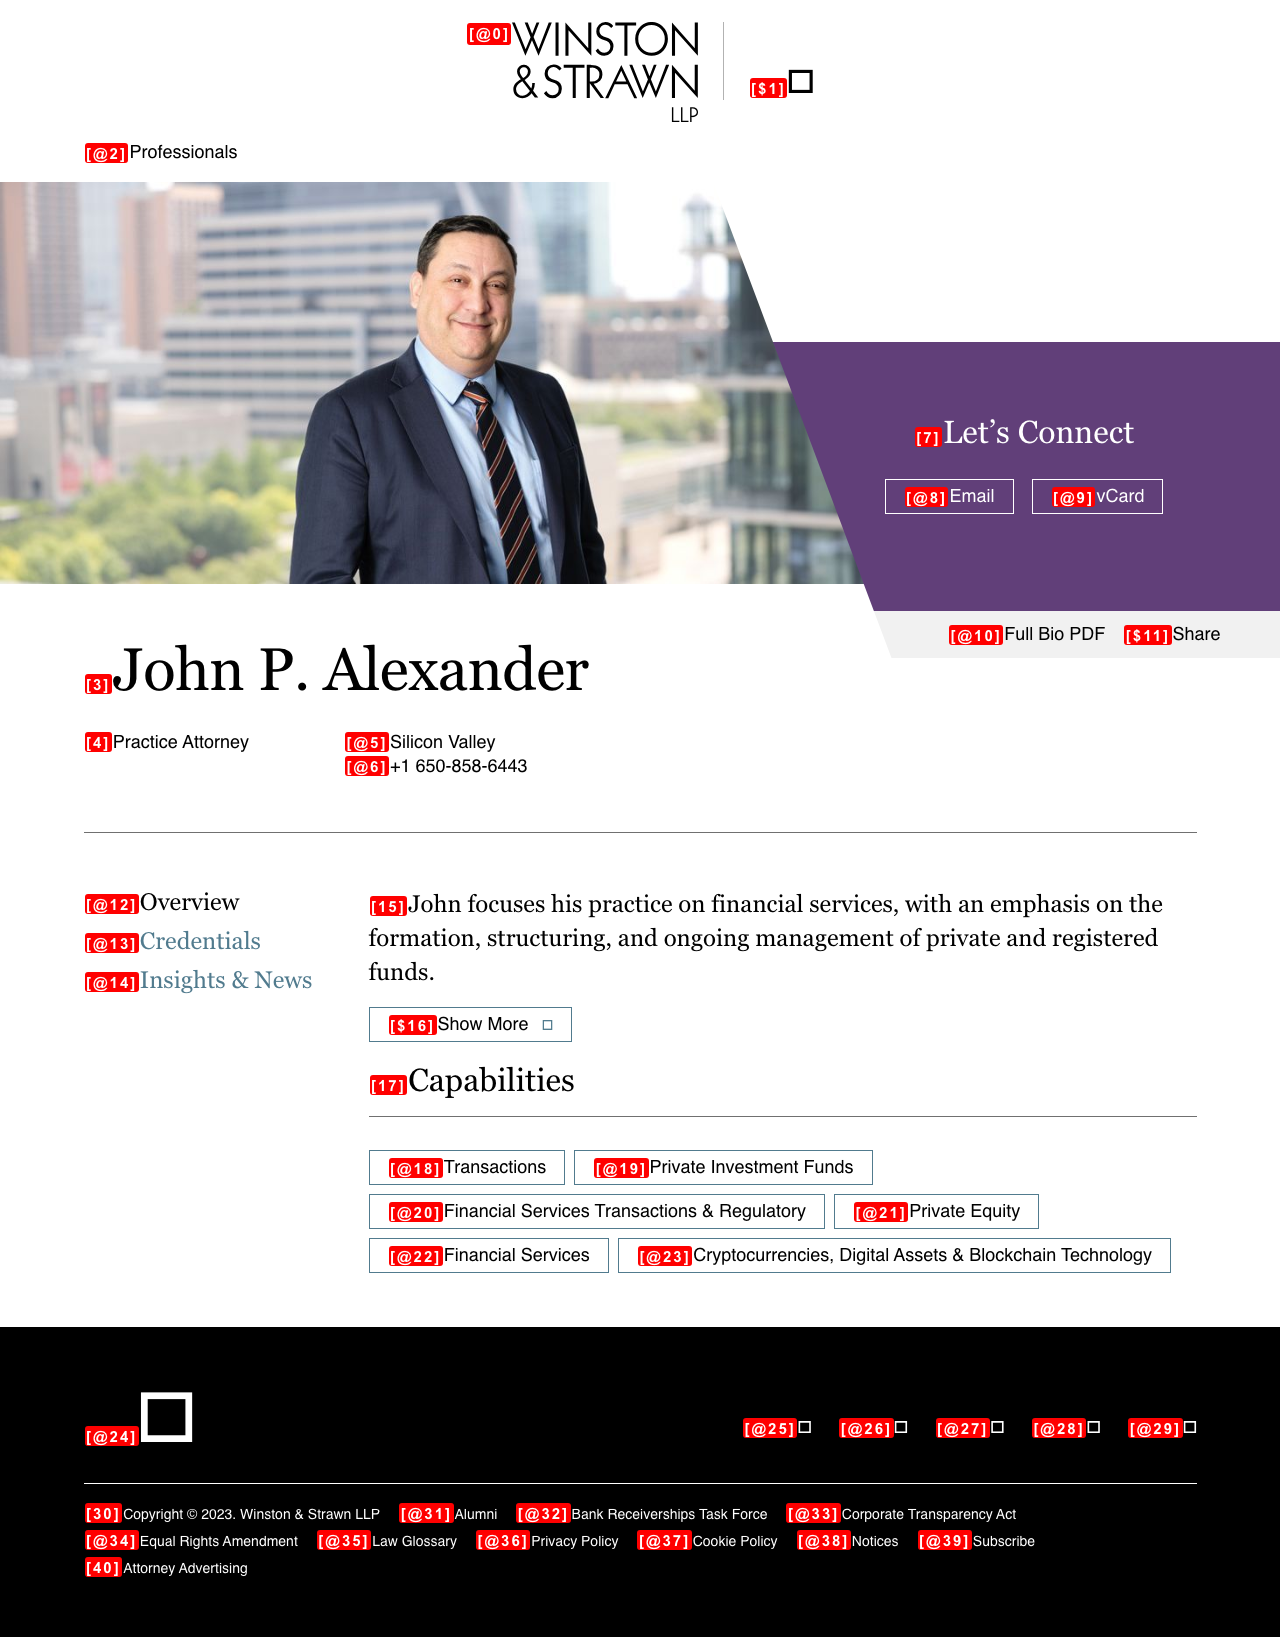 [@0] WINSTON
& STRAWN
LLP
[$1]
[@2] Professionals
[7] Let’s Connect
[@8] Email [@9] vCard
[@10] Full Bio PDF [$11] Share
[3] John P. Alexander
[4] Practice Attorney
[@5] Silicon Valley
[@6] +1 650-858-6443
[@12] Overview
[@13] Credentials
[@14] Insights & News
[15] John focuses his practice on financial services, with an emphasis on the
formation, structuring, and ongoing management of private and registered
funds.
[$16] Show More
[17] Capabilities
[@18] Transactions [@19] Private Investment Funds
[@20] Financial Services Transactions & Regulatory [@21] Private Equity
[@22] Financial Services [@23] Cryptocurrencies, Digital Assets & Blockchain Technology
[@24] [@25] [@26] [@27] [@28] [@29]
[30] Copyright © 2023. Winston & Strawn LLP [@31] Alumni [@32] Bank Receiverships Task Force [@33] Corporate Transparency Act
[@34] Equal Rights Amendment [@35] Law Glossary [@36] Privacy Policy [@37] Cookie Policy [@38] Notices [@39] Subscribe
[40] Attorney Advertising